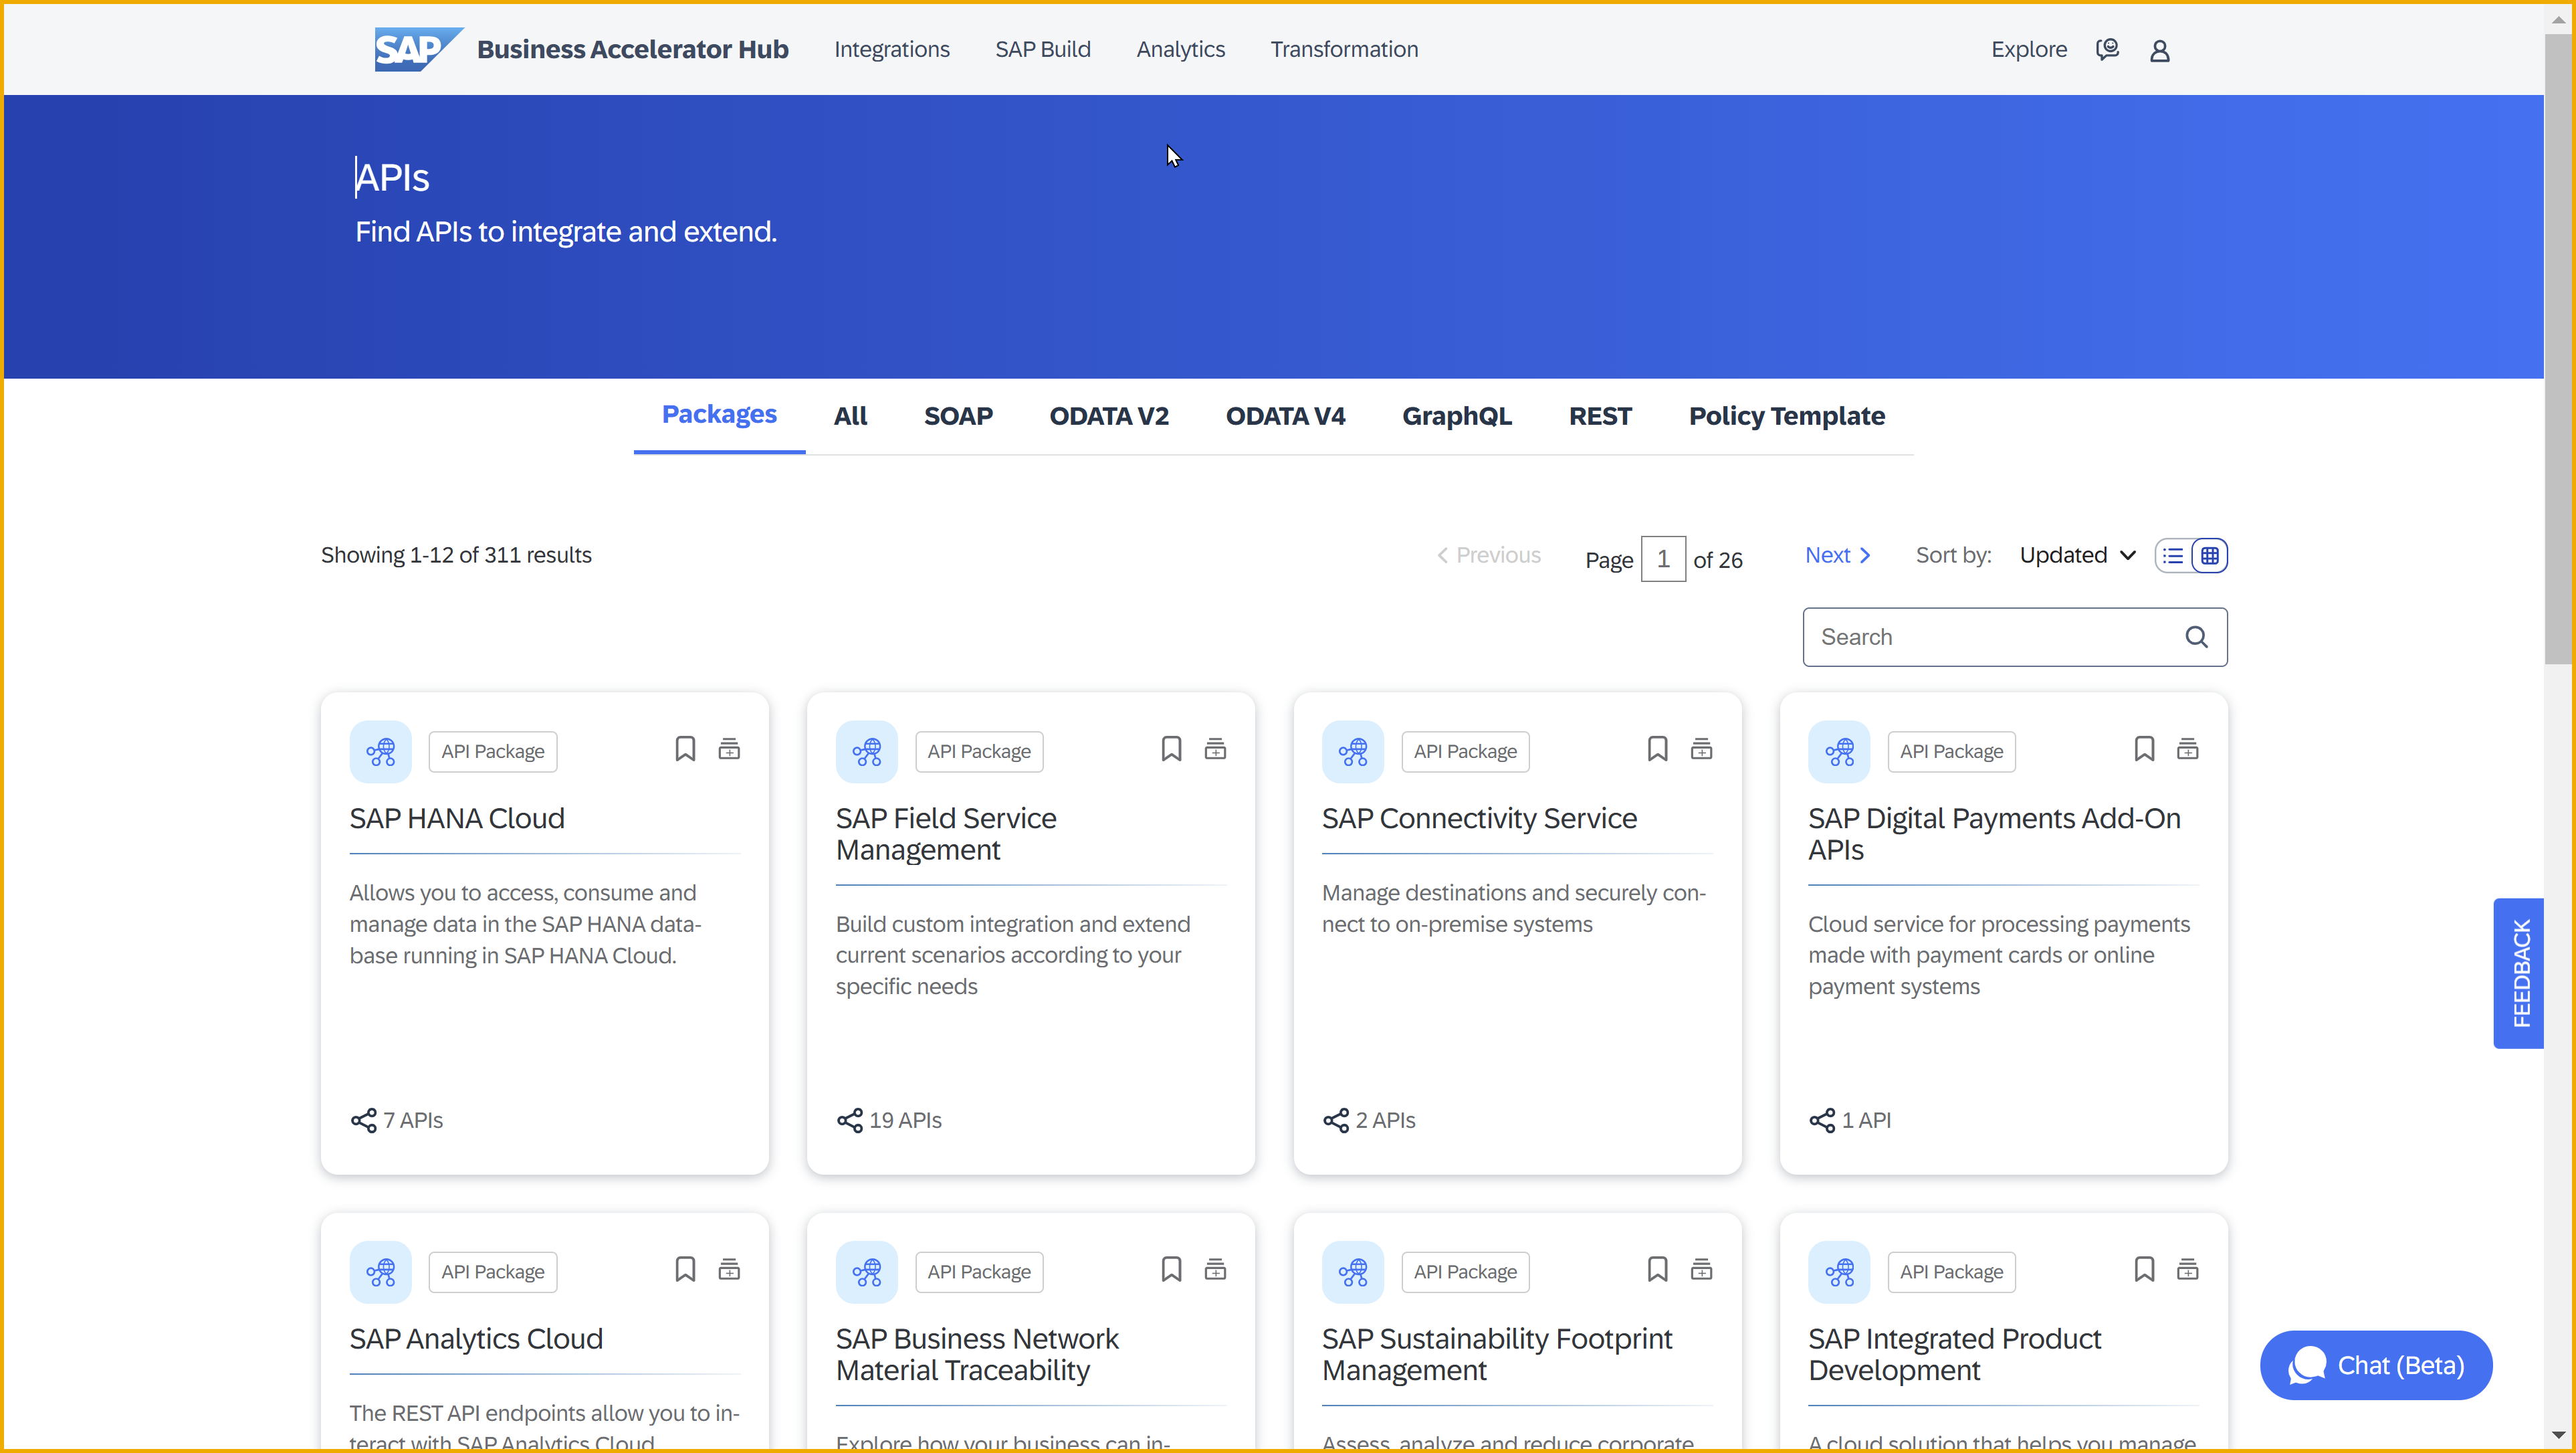 SAP Business Accelerator Hub Integrations SAP Build Analytics Transformation Explore
APIs
Find APIs to integrate and extend.
Packages All SOAP ODATA V2 ODATA V4 GraphQL REST Policy Template
Showing 1-12 of 311 results Previous Page 1 of 26 Next Sort by: Updated
Search
API Package
SAP HANA Cloud
Allows you to access, consume and
manage data in the SAP HANA data-
base running in SAP HANA Cloud.
7 APIs
API Package
SAP Field Service
Management
Build custom integration and extend
current scenarios according to your
specific needs
19 APIs
API Package
SAP Connectivity Service
Manage destinations and securely con-
nect to on-premise systems
2 APIs
API Package
SAP Digital Payments Add-On
APIs
Cloud service for processing payments
made with payment cards or online
payment systems
1 API
FEEDBACK
API Package
SAP Analytics Cloud
The REST API endpoints allow you to in-
teract with SAP Analytics Cloud
API Package
SAP Business Network
Material Traceability
Explore how your business can in-
API Package
SAP Sustainability Footprint
Management
Assess, analyze and reduce corporate
API Package
SAP Integrated Product
Development
A cloud solution that helps you manage
Chat (Beta)